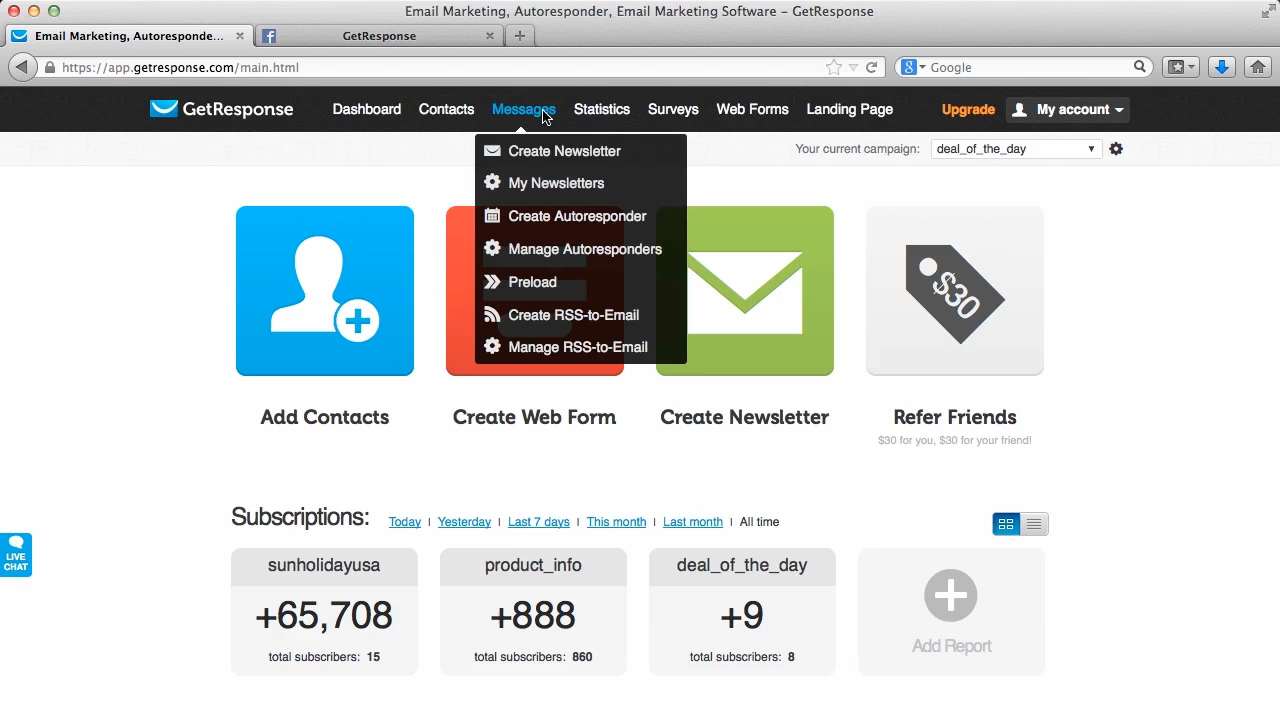 Email Marketing, Autoresponder, Email Marketing Software – GetResponse
Email Marketing, Autoresponde...
GetResponse
https://app.getresponse.com/main.html
Google
GetResponse
Dashboard
Contacts
Messages
Statistics
Surveys
Web Forms
Landing Page
Upgrade
My account
Your current campaign:
deal_of_the_day
Create Newsletter
My Newsletters
Create Autoresponder
Manage Autoresponders
Preload
Create RSS-to-Email
Manage RSS-to-Email
$30
Add Contacts
Create Web Form
Create Newsletter
Refer Friends
$30 for you, $30 for your friend!
Subscriptions:
Today | Yesterday | Last 7 days | This month | Last month | All time
LIVE
CHAT
sunholidayusa
+65,708
total subscribers: 15
product_info
+888
total subscribers: 860
deal_of_the_day
+9
total subscribers: 8
Add Report